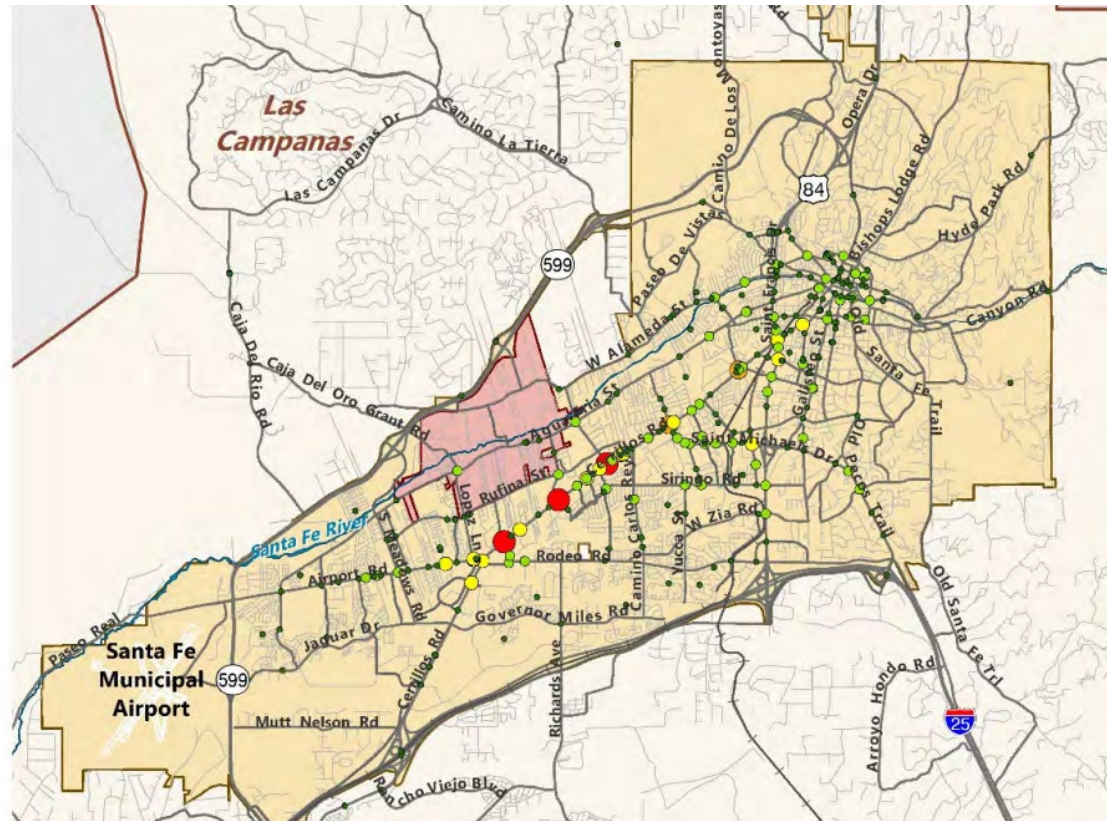 Camino De Los Montoyas
Opera Dr
Las
Campanas
Camino La Tierra
Las Campanas Dr
84
Bishops Lodge Rd
Hyde Park Rd
Paseo De Vistas
599
Saint Francis Dr
Canyon Rd
W Alameda St
Caja Del Rio Rd
Caja Del Oro Grant Rd
Agua Fria St
Galisteo St
Old
Santa Fe
Trail
Cerrillos Rd
Saint Michaels Dr
Old Pecos Trail
Rufina St
Siringo Rd
Lopez Ln
Camino Carlos Rey
W Zia Rd
Yucca St
Santa Fe River
S Meadows Rd
Rodeo Rd
Airport Rd
Governor Miles Rd
Old Santa Fe Trl
Paseo Real
Jaguar Dr
Santa Fe
Municipal
Airport
599
Cerrillos Rd
Richards Ave
Arroyo Hondo Rd
Mutt Nelson Rd
25
Rancho Viejo Blvd